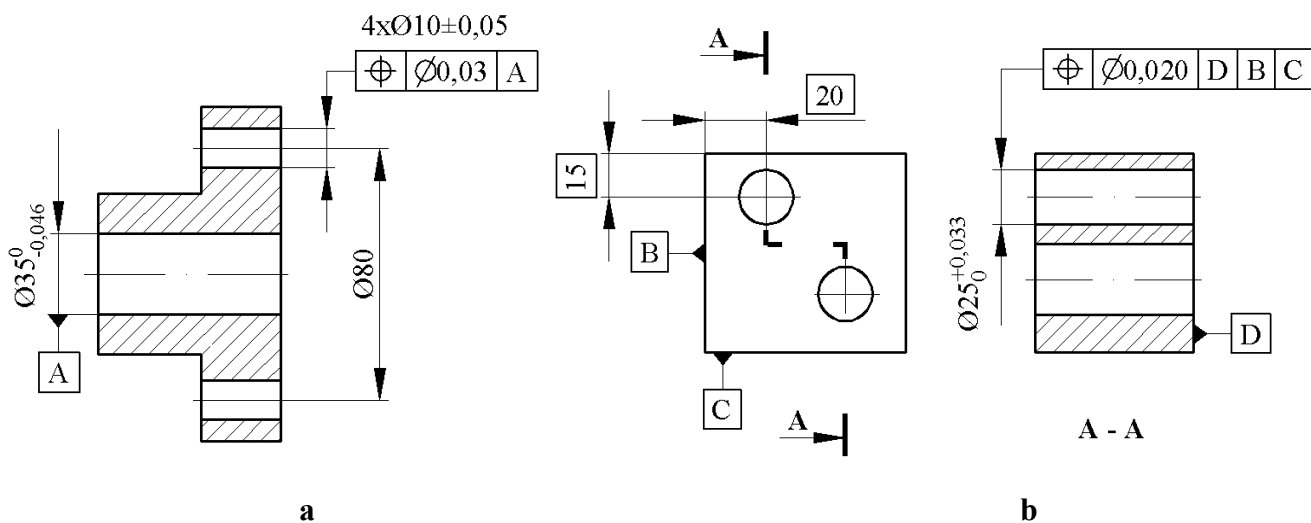 4xØ10±0,05
⌖ Ø0,03 A
Ø35 0 -0,046
A
Ø80
a
A
20
15
B
C
A
⌖ Ø0,020 D B C
Ø25 +0,033 0
D
A - A
b